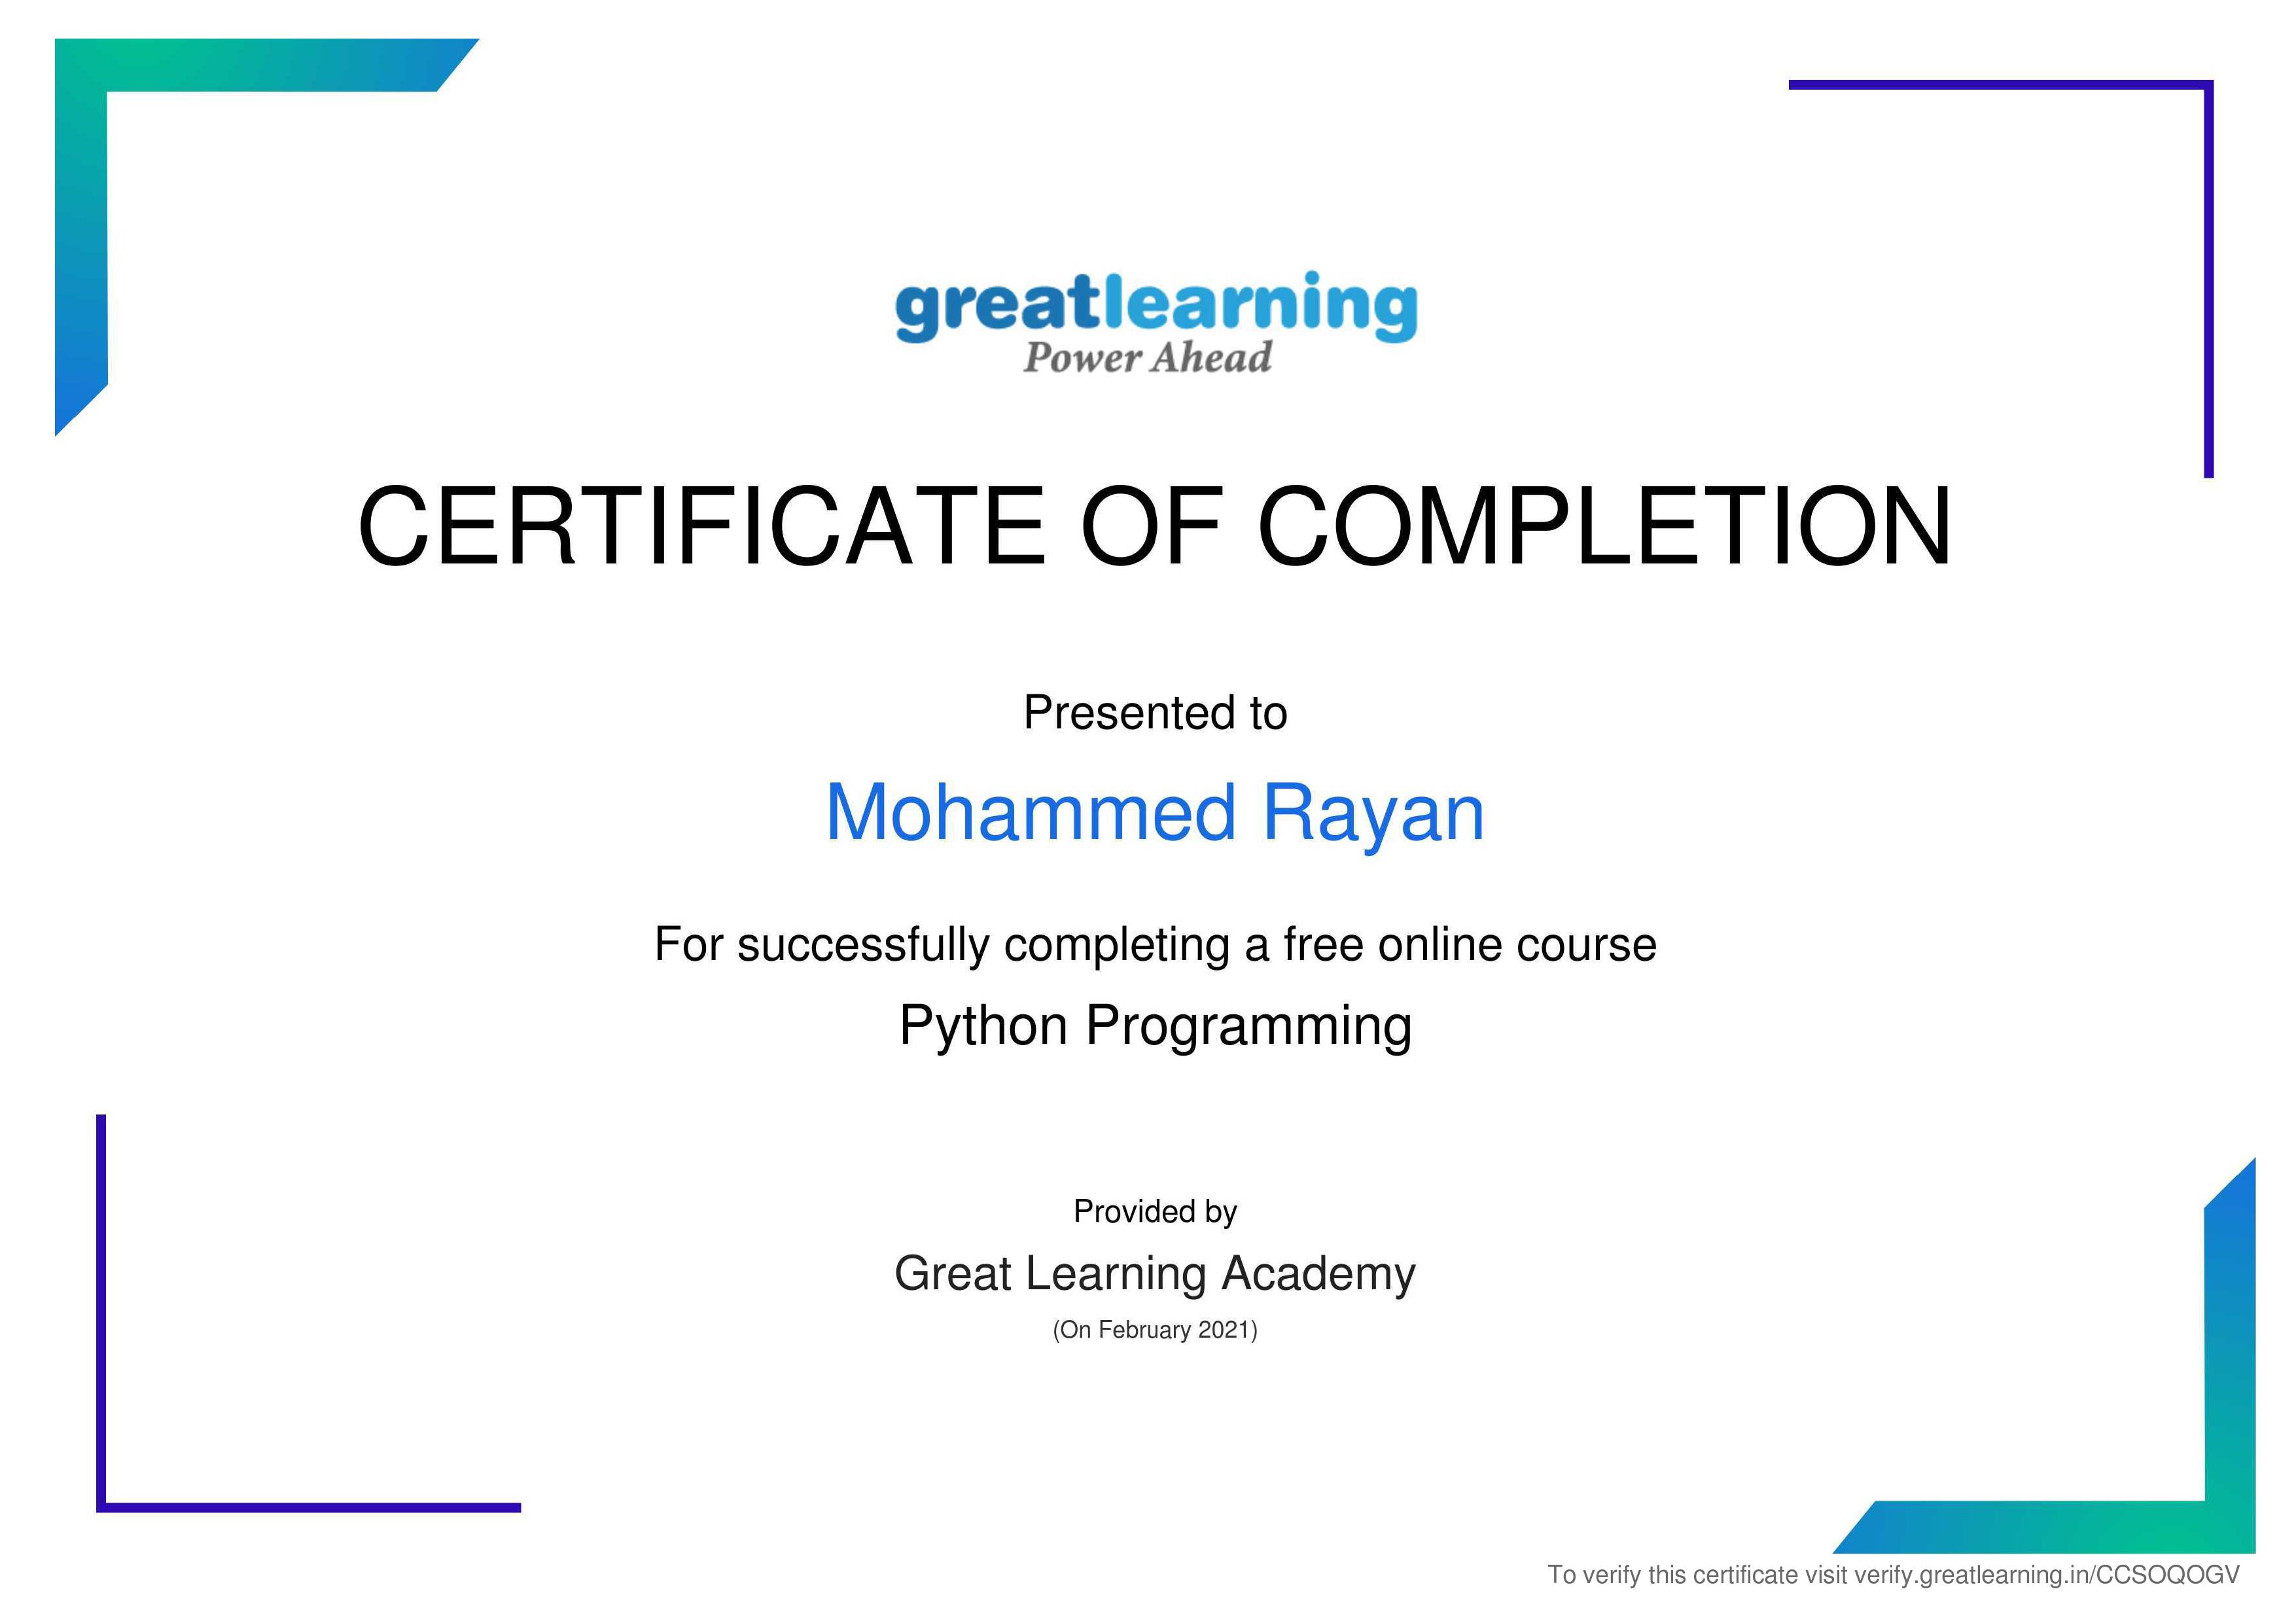 greatlearning
Power Ahead
CERTIFICATE OF COMPLETION
Presented to
Mohammed Rayan
For successfully completing a free online course
Python Programming
Provided by
Great Learning Academy
(On February 2021)
To verify this certificate visit verify.greatlearning.in/CCSOQOGV